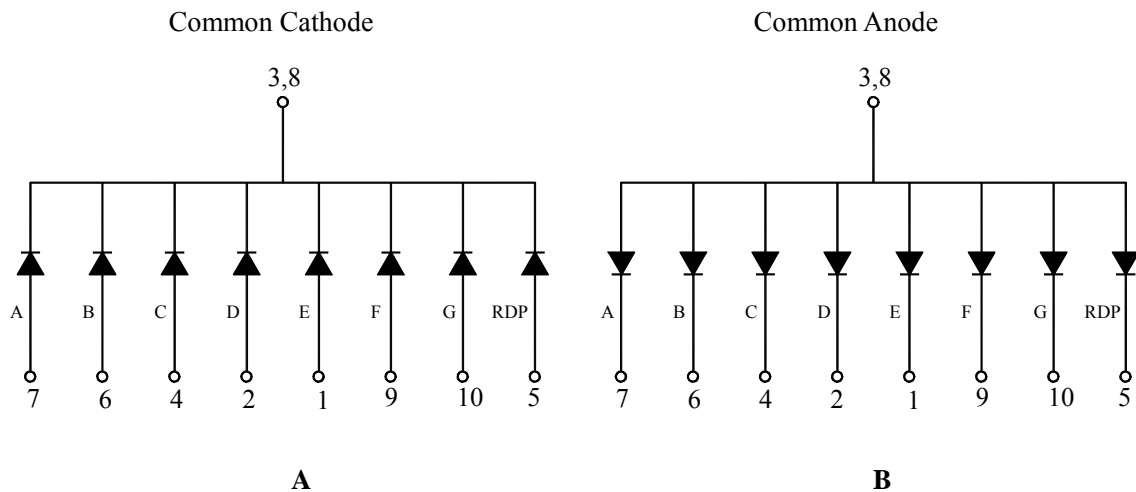 Common Cathode Common Anode
3,8 3,8
A B C D E F G RDP A B C D E F G RDP
7 6 4 2 1 9 10 5 7 6 4 2 1 9 10 5
A B